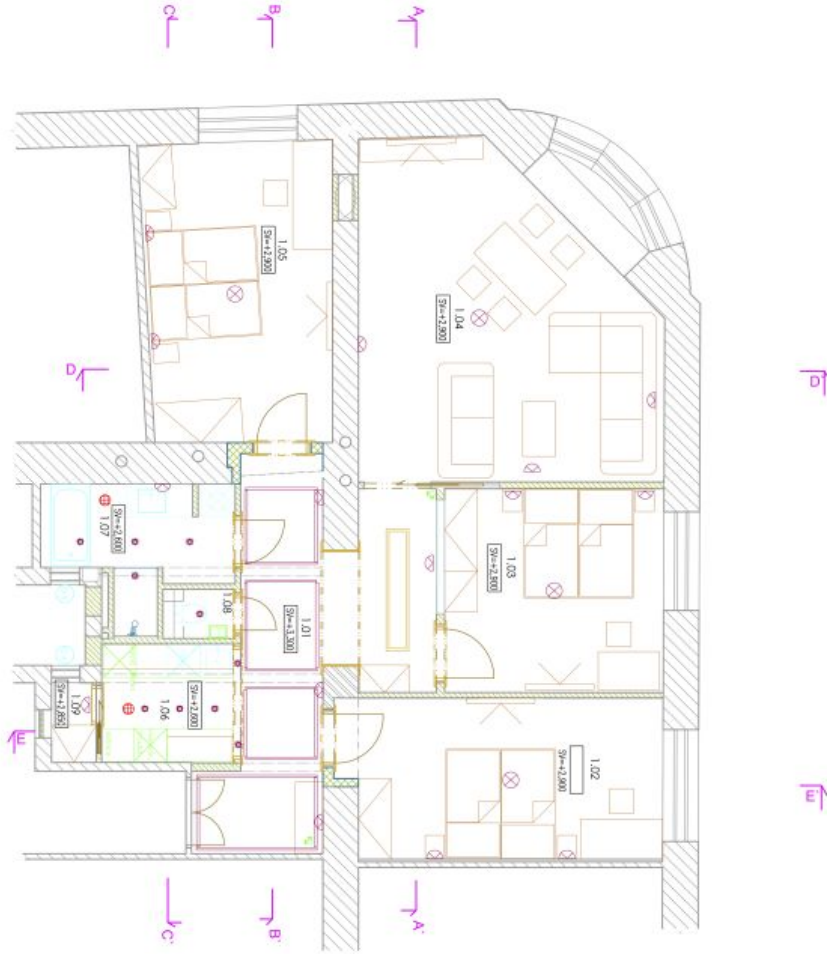 C'
B'
A
1.05
SV=+2,900
1.04
SV=+2,900
D
D'
SV=+2,600
1.07
1.03
SV=+2,900
1.08
1.01
SV=+3,300
1.09
SV=+2,850
1.06
SV=+2,600
1.02
SV=+2,900
E
E'
C'
B'
A'